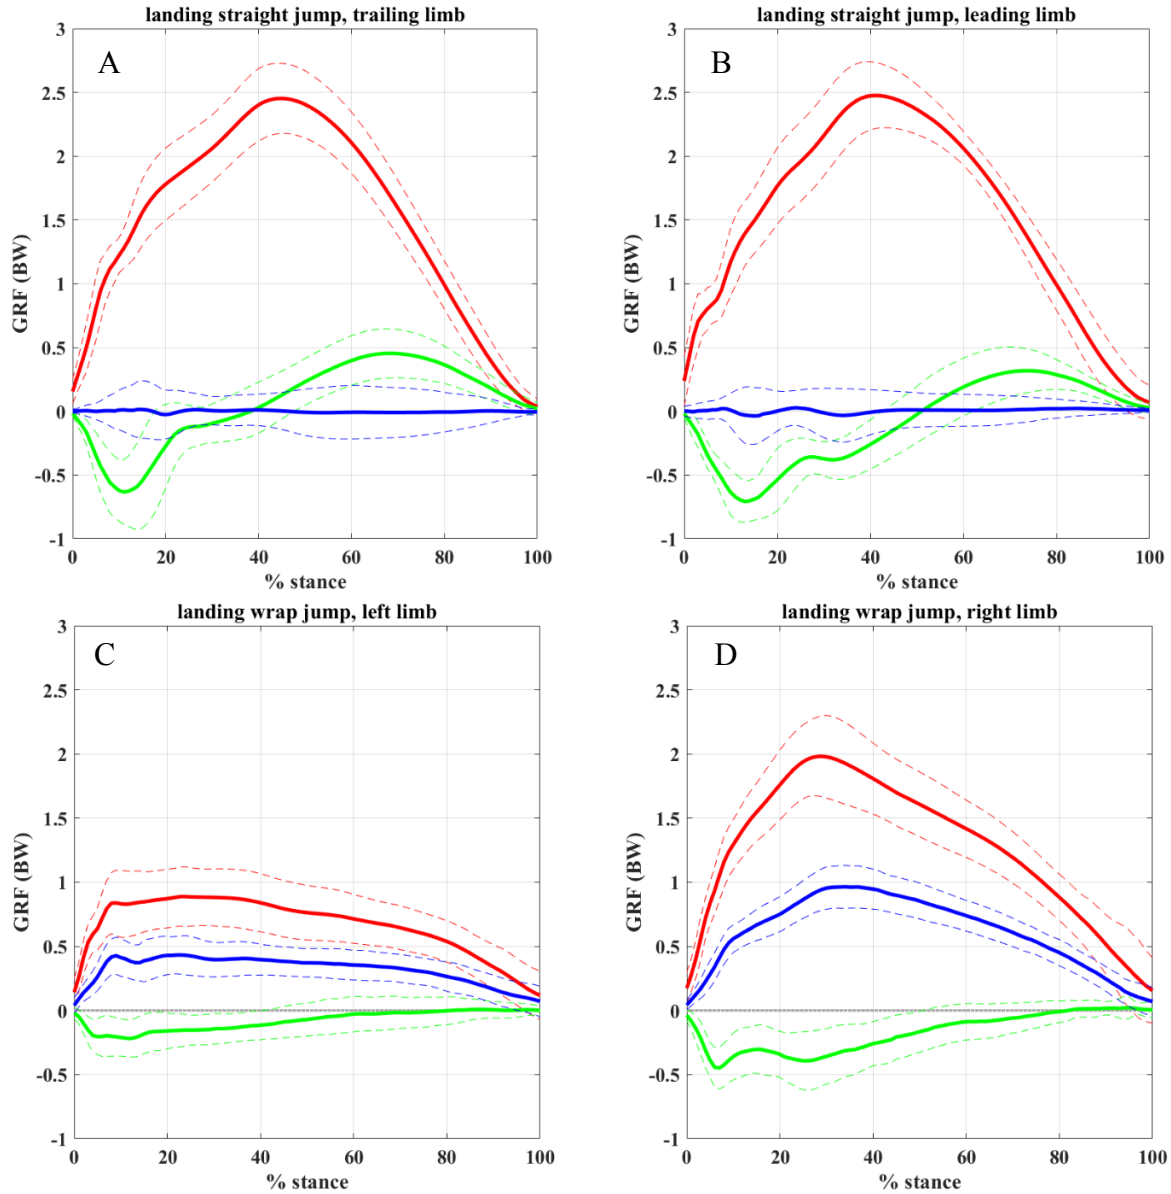 landing straight jump, trailing limb
A
GRF (BW)
3
2.5
2
1.5
1
0.5
0
-0.5
-1
0 20 40 60 80 100
% stance
landing straight jump, leading limb
B
GRF (BW)
3
2.5
2
1.5
1
0.5
0
-0.5
-1
0 20 40 60 80 100
% stance
landing wrap jump, left limb
C
GRF (BW)
3
2.5
2
1.5
1
0.5
0
-0.5
-1
0 20 40 60 80 100
% stance
landing wrap jump, right limb
D
GRF (BW)
3
2.5
2
1.5
1
0.5
0
-0.5
-1
0 20 40 60 80 100
% stance